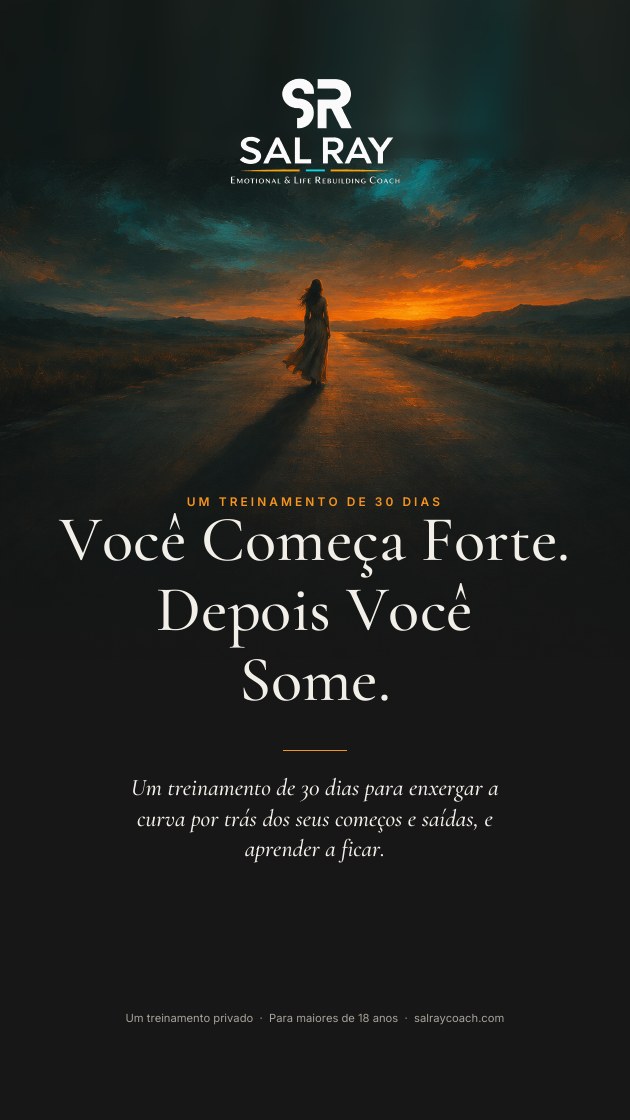 SR
SAL RAY
EMOTIONAL & LIFE REBUILDING COACH
UM TREINAMENTO DE 30 DIAS
Você Começa Forte.
Depois Você
Some.
Um treinamento de 30 dias para enxergar a
curva por trás dos seus começos e saídas, e
aprender a ficar.
Um treinamento privado · Para maiores de 18 anos · salraycoach.com